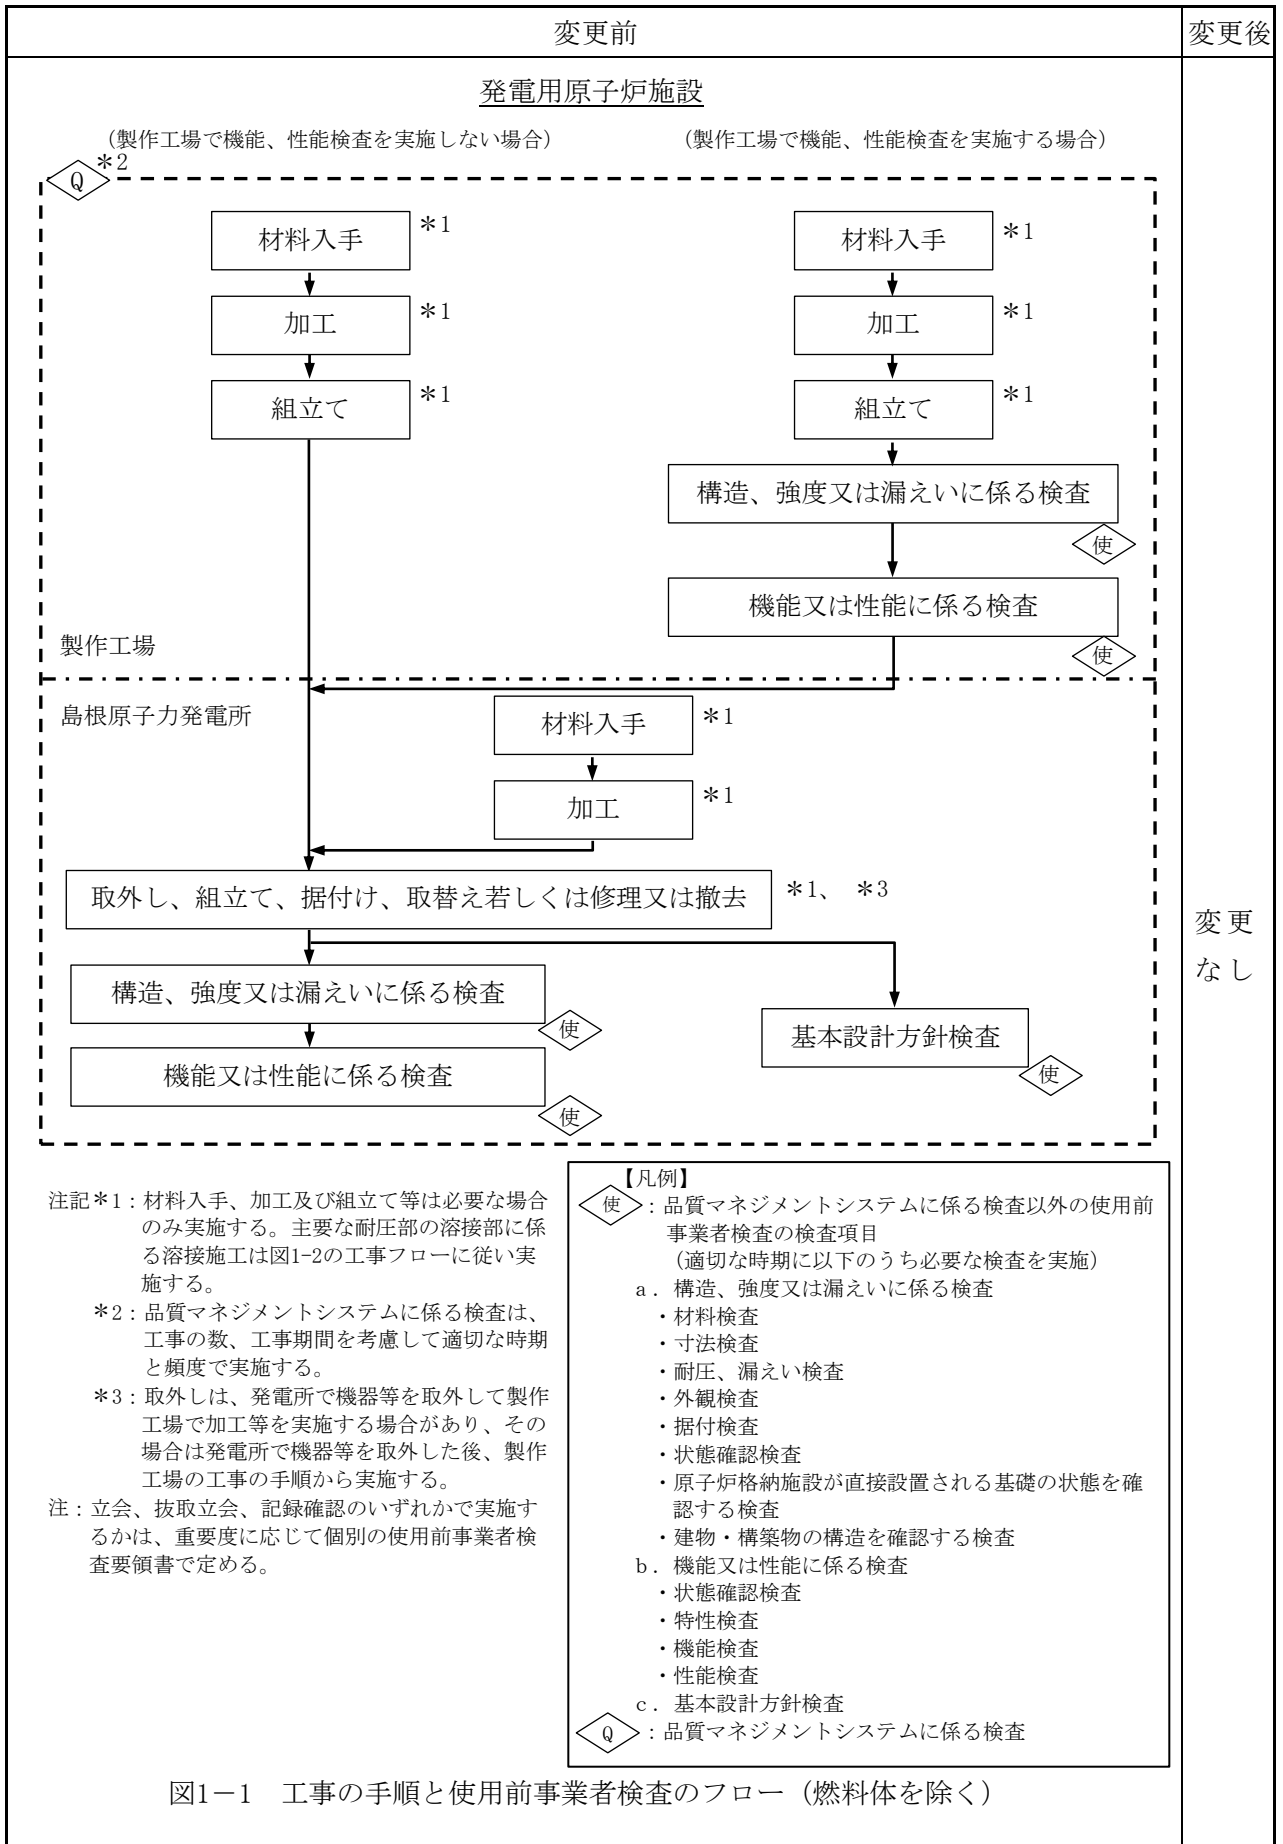 変更前
変更後
発電用原子炉施設
（製作工場で機能、性能検査を実施しない場合）
（製作工場で機能、性能検査を実施する場合）
Q
＊2
材料入手
＊1
加工
＊1
組立て
＊1
材料入手
＊1
加工
＊1
組立て
＊1
構造、強度又は漏えいに係る検査
使
機能又は性能に係る検査
使
製作工場
島根原子力発電所
材料入手
＊1
加工
＊1
取外し、組立て、据付け、取替え若しくは修理又は撤去
＊1、 ＊3
構造、強度又は漏えいに係る検査
使
機能又は性能に係る検査
使
基本設計方針検査
使
変更
なし
注記＊1：材料入手、加工及び組立て等は必要な場合
のみ実施する。主要な耐圧部の溶接部に係
る溶接施工は図1-2の工事フローに従い実
施する。
＊2：品質マネジメントシステムに係る検査は、
工事の数、工事期間を考慮して適切な時期
と頻度で実施する。
＊3：取外しは、発電所で機器等を取外して製作
工場で加工等を実施する場合があり、その
場合は発電所で機器等を取外した後、製作
工場の工事の手順から実施する。
注：立会、抜取立会、記録確認のいずれかで実施す
るかは、重要度に応じて個別の使用前事業者検
査要領書で定める。
【凡例】
使：品質マネジメントシステムに係る検査以外の使用前
事業者検査の検査項目
（適切な時期に以下のうち必要な検査を実施）
a．構造、強度又は漏えいに係る検査
・材料検査
・寸法検査
・耐圧、漏えい検査
・外観検査
・据付検査
・状態確認検査
・原子炉格納施設が直接設置される基礎の状態を確
認する検査
・建物・構築物の構造を確認する検査
b．機能又は性能に係る検査
・状態確認検査
・特性検査
・機能検査
・性能検査
c．基本設計方針検査
Q：品質マネジメントシステムに係る検査
図1－1 工事の手順と使用前事業者検査のフロー（燃料体を除く）